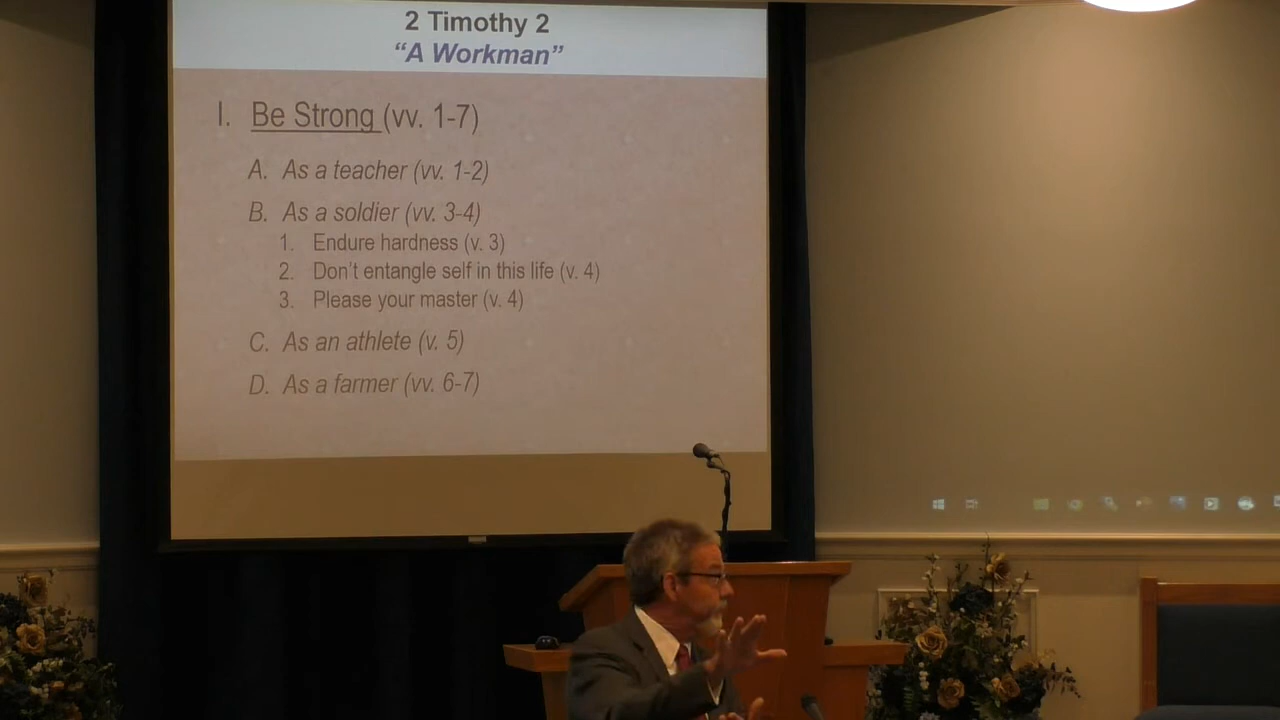 2 Timothy 2
“A Workman”
I. Be Strong (vv. 1-7)
A. As a teacher (vv. 1-2)
B. As a soldier (vv. 3-4)
1. Endure hardness (v. 3)
2. Don’t entangle self in this life (v. 4)
3. Please your master (v. 4)
C. As an athlete (v. 5)
D. As a farmer (vv. 6-7)